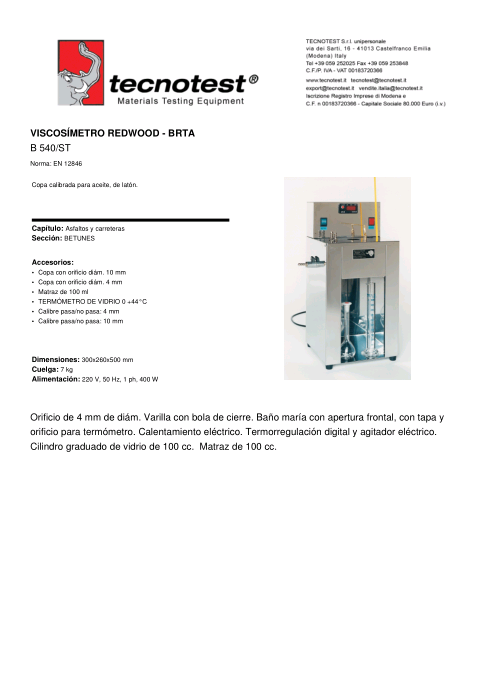 tecnotest®
Materials Testing Equipment
TECNOTEST S.r.l. unipersonale
via dei Sarti, 16 - 41013 Castelfranco Emilia
(Modena) Italy
Tel +39 059 252025 Fax +39 059 253848
C.F/P. IVA - VAT 00183720366
www.tecnotest.it tecnotest@tecnotest.it
export@tecnotest.it vendite.italia@tecnotest.it
Iscrizione Registro Imprese di Modena e
C.F. n 00183720366 - Capitale Sociale 80.000 Euro (i.v.)
VISCOSÍMETRO REDWOOD - BRTA
B 540/ST
Norma: EN 12846
Copa calibrada para aceite, de latón.
Capítulo: Asfaltos y carreteras
Sección: BETUNES
Accesorios:
• Copa con orificio diám. 10 mm
• Copa con orificio diám. 4 mm
• Matraz de 100 ml
• TERMÓMETRO DE VIDRIO 0 +44°C
• Calibre pasa/no pasa: 4 mm
• Calibre pasa/no pasa: 10 mm
Dimensiones: 300x260x500 mm
Cuelga: 7 kg
Alimentación: 220 V, 50 Hz, 1 ph, 400 W
Orificio de 4 mm de diám. Varilla con bola de cierre. Baño maría con apertura frontal, con tapa y
orificio para termómetro. Calentamiento eléctrico. Termorregulación digital y agitador eléctrico.
Cilindro graduado de vidrio de 100 cc. Matraz de 100 cc.